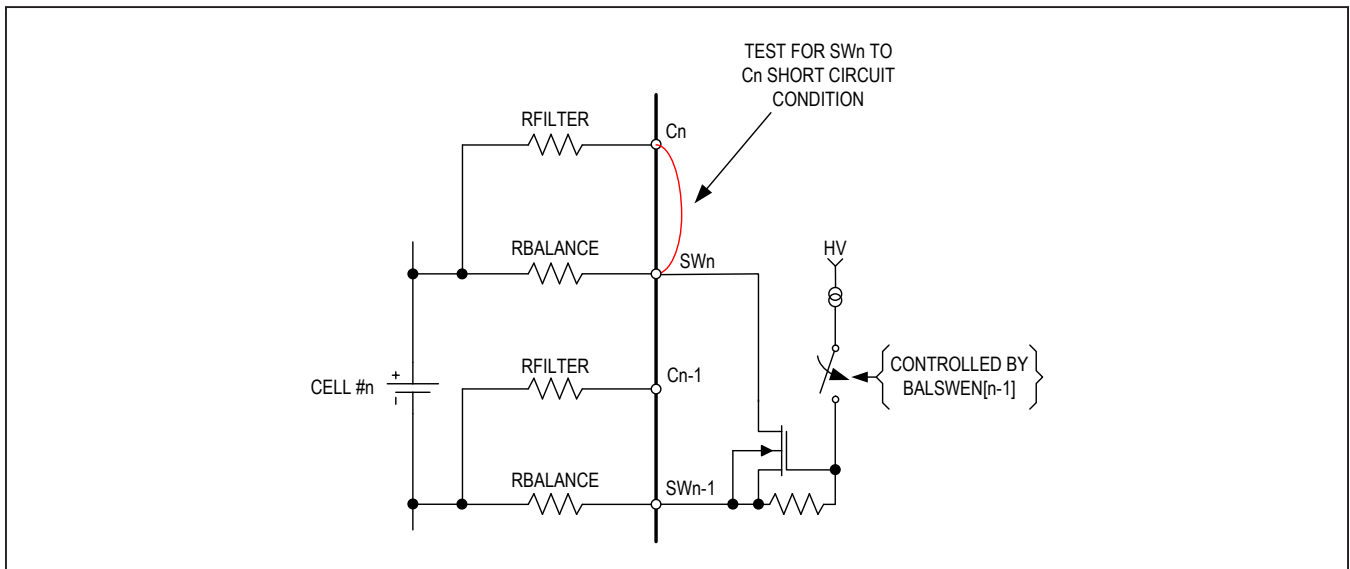 TEST FOR SWn TO
Cn SHORT CIRCUIT
CONDITION
RFILTER
Cn
RBALANCE
SWn
HV
RFILTER
Cn-1
CONTROLLED BY
BALSWEN[n-1]
CELL #n
+
-
RBALANCE
SWn-1